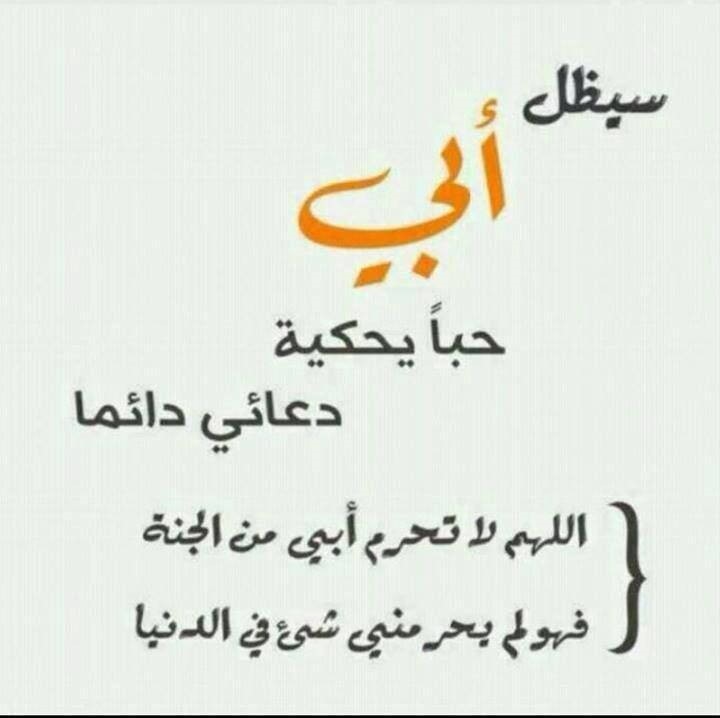 سيظل
أبي
حباً يحكية
دعائي دائما
اللهم لا تحرم أبي من الجنة
فهو لم يحرمني شئ في الدنيا